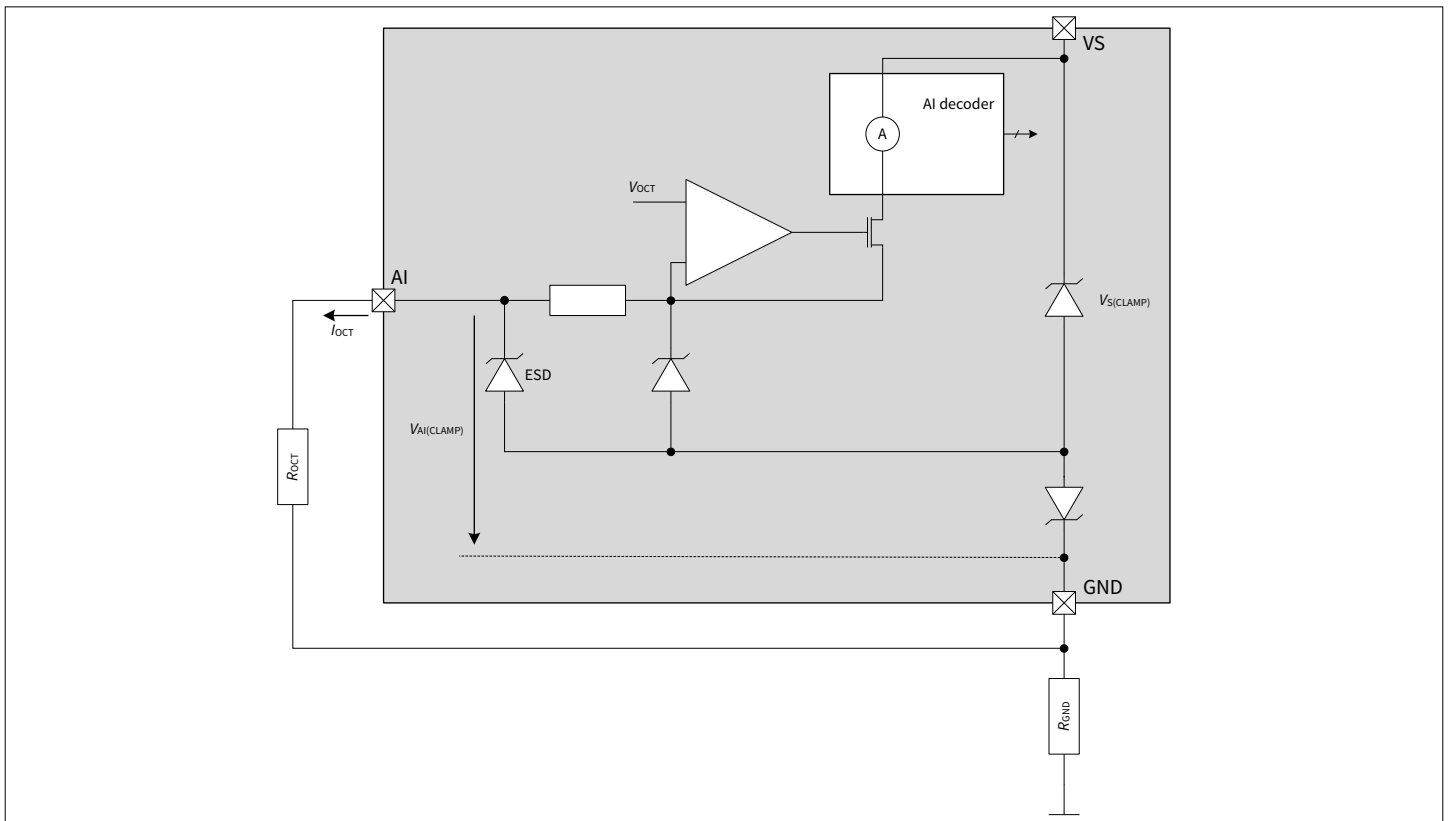 VS
AI decoder
A
VOCT
AI
IOCT
VS(CLAMP)
ESD
VAI(CLAMP)
ROCT
GND
RGND